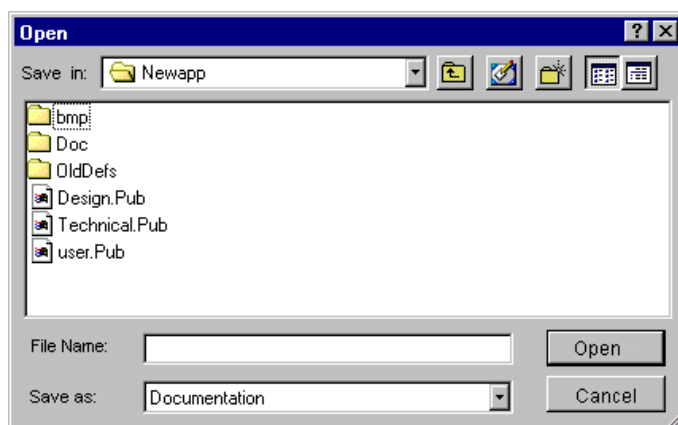 Open
Save in: Newapp
bmp
Doc
OldDefs
Design.Pub
Technical.Pub
user.Pub
File Name: Open
Save as: Documentation Cancel